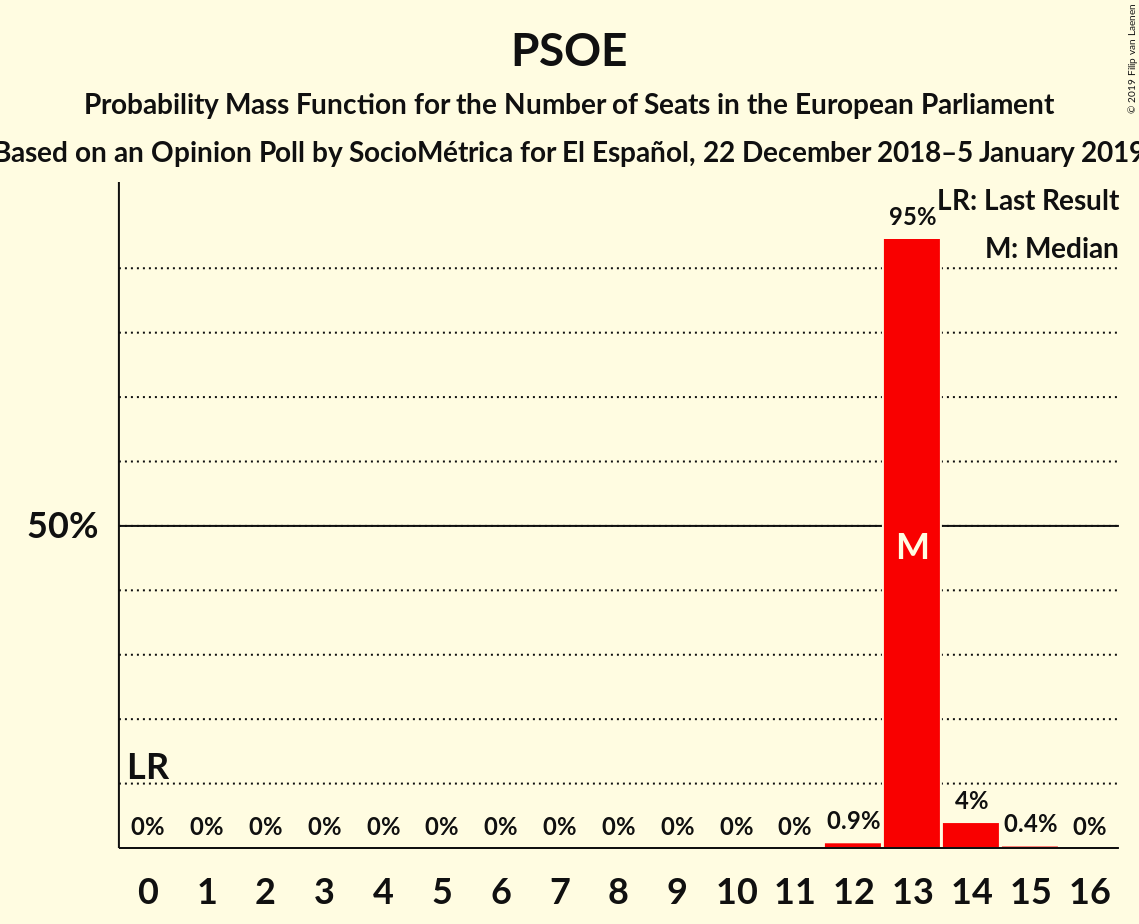 PSOE
Probability Mass Function for the Number of Seats in the European Parliament
Based on an Opinion Poll by SocioMétrica for El Español, 22 December 2018–5 January 2019
© 2019 Filip van Laenen
LR: Last Result
M: Median
95%
50%
M
LR
0% 0% 0% 0% 0% 0% 0% 0% 0% 0% 0% 0% 0.9% 4% 0.4% 0%
0 1 2 3 4 5 6 7 8 9 10 11 12 13 14 15 16